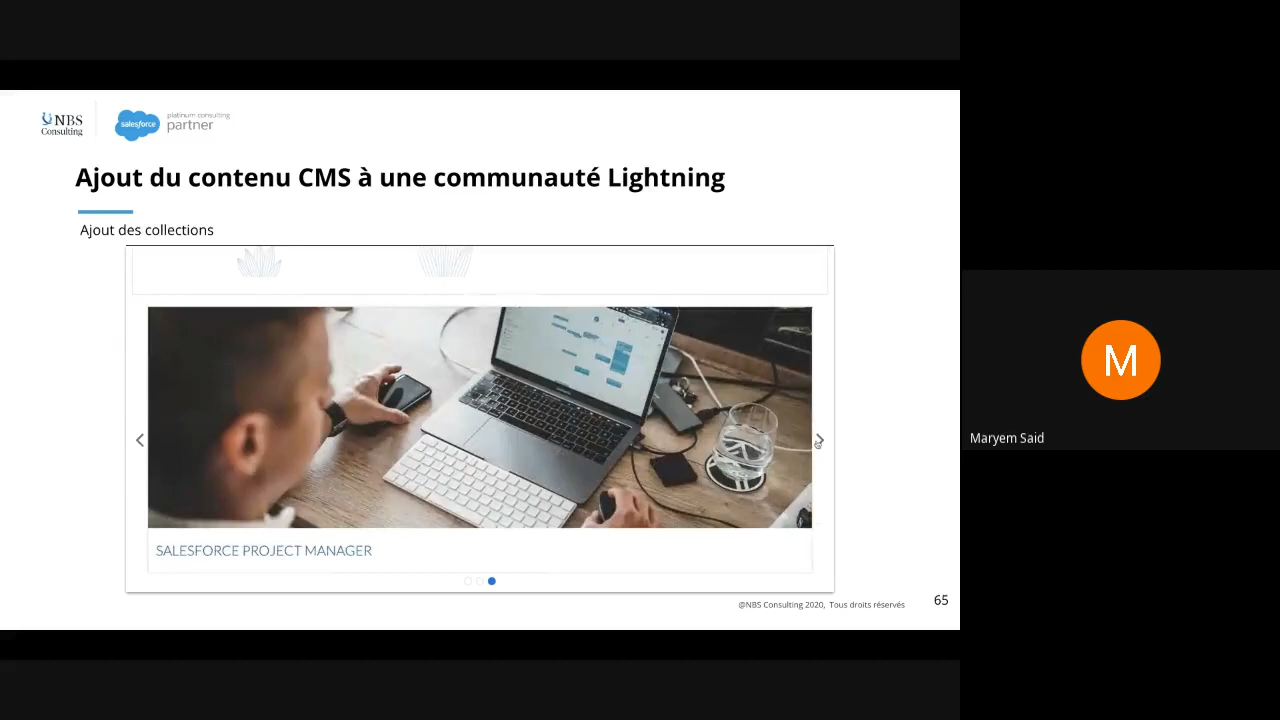 NBS
Consulting
salesforce
platinum consulting
partner
Ajout du contenu CMS à une communauté Lightning
Ajout des collections
SALESFORCE PROJECT MANAGER
@NBS Consulting 2020, Tous droits réservés
65
M
Maryem Said